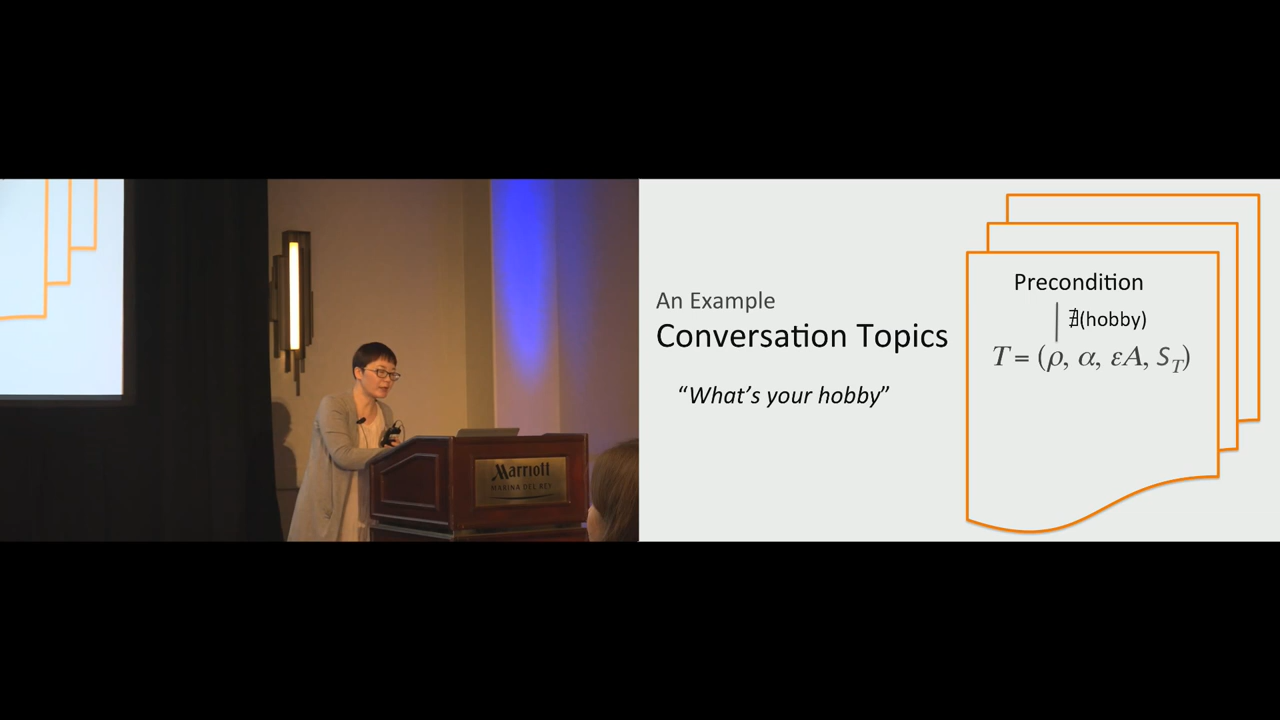 Marriott
MARINA DEL REY
An Example
Conversation Topics
“What’s your hobby”
Precondition
∄(hobby)
T = (ρ, α, εA, S_T)